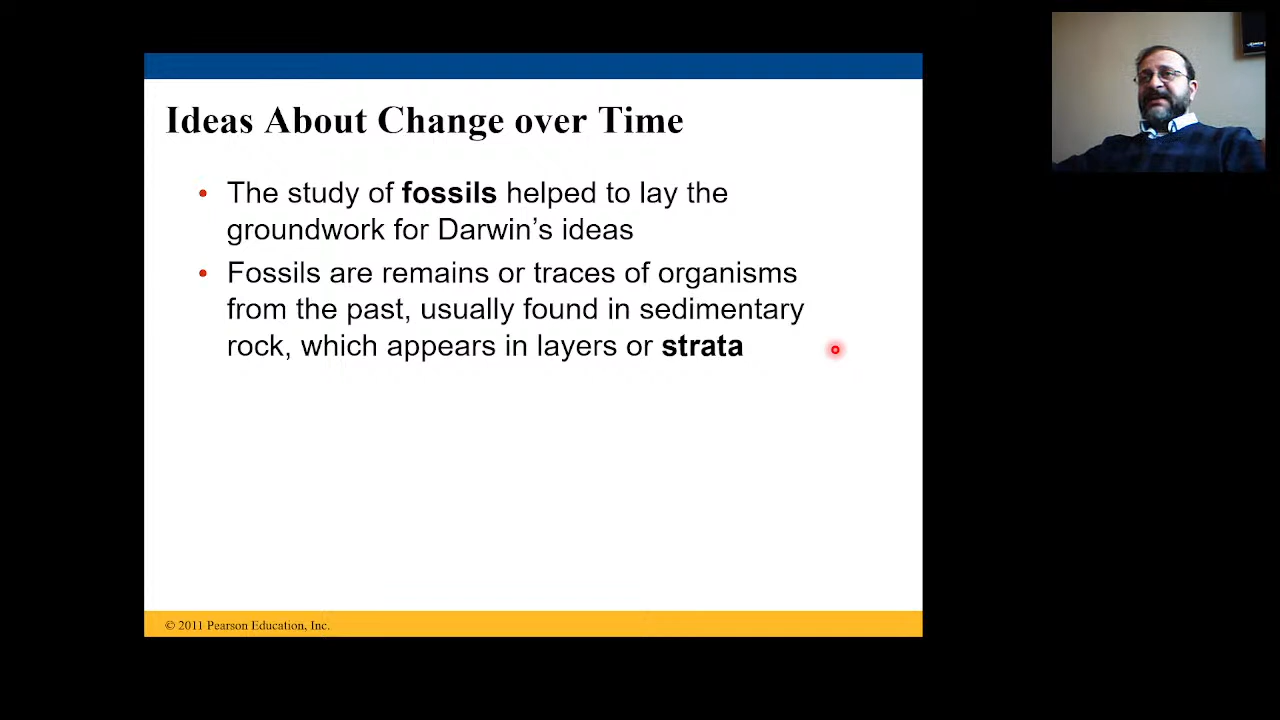 Ideas About Change over Time
• The study of fossils helped to lay the
groundwork for Darwin’s ideas
• Fossils are remains or traces of organisms
from the past, usually found in sedimentary
rock, which appears in layers or strata
© 2011 Pearson Education, Inc.